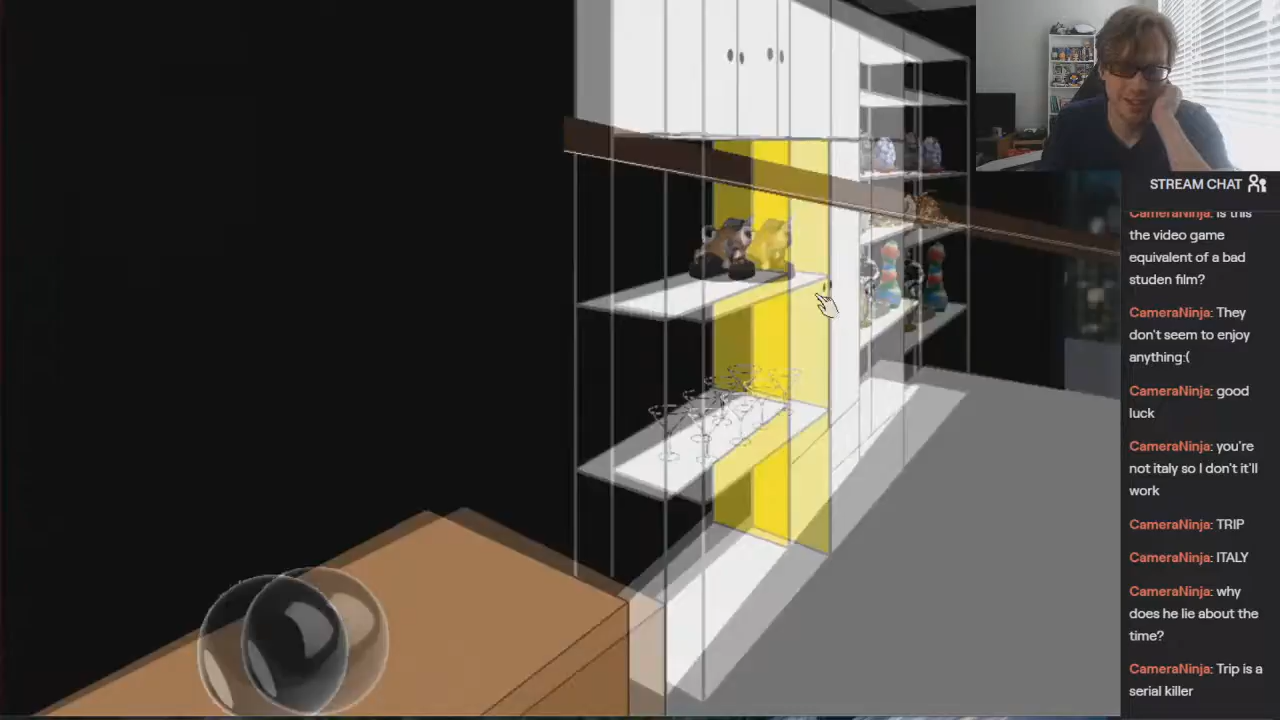 STREAM CHAT
CameraNinja: is this
the video game
equivalent of a bad
studen film?
CameraNinja: They
don't seem to enjoy
anything:(
CameraNinja: good
luck
CameraNinja: you're
not italy so I don't it'll
work
CameraNinja: TRIP
CameraNinja: ITALY
CameraNinja: why
does he lie about the
time?
CameraNinja: Trip is a
serial killer